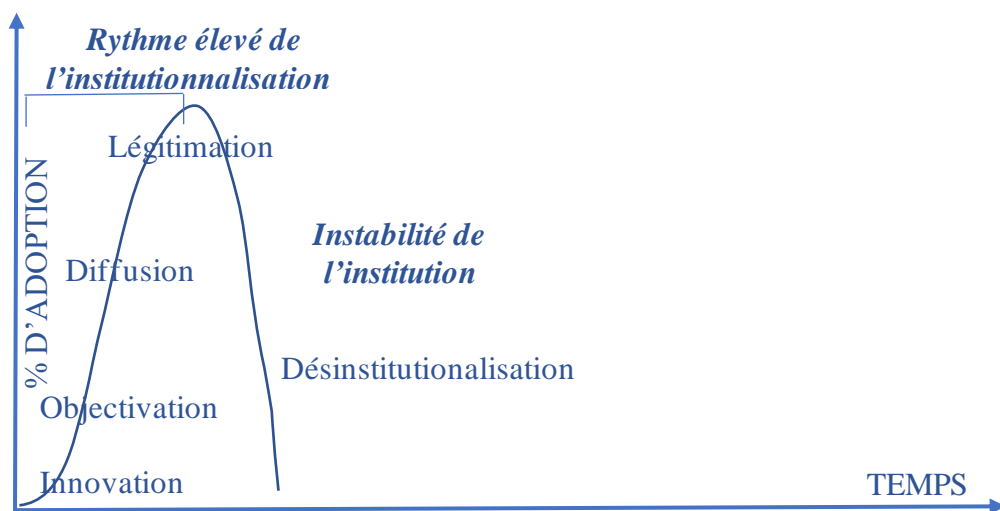 Rythme élevé de
l’institutionnalisation
Légitimation
% D’ADOPTION
Instabilité de
l’institution
Diffusion
Désinstitutionalisation
Objectivation
Innovation
TEMPS